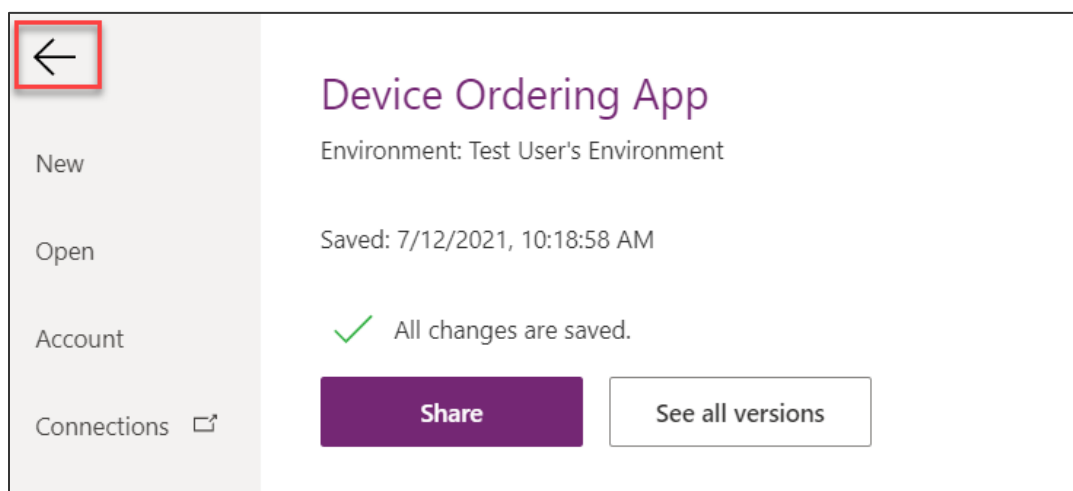 Device Ordering App
Environment: Test User's Environment
New
Saved: 7/12/2021, 10:18:58 AM
Open
All changes are saved.
Account
Share
See all versions
Connections